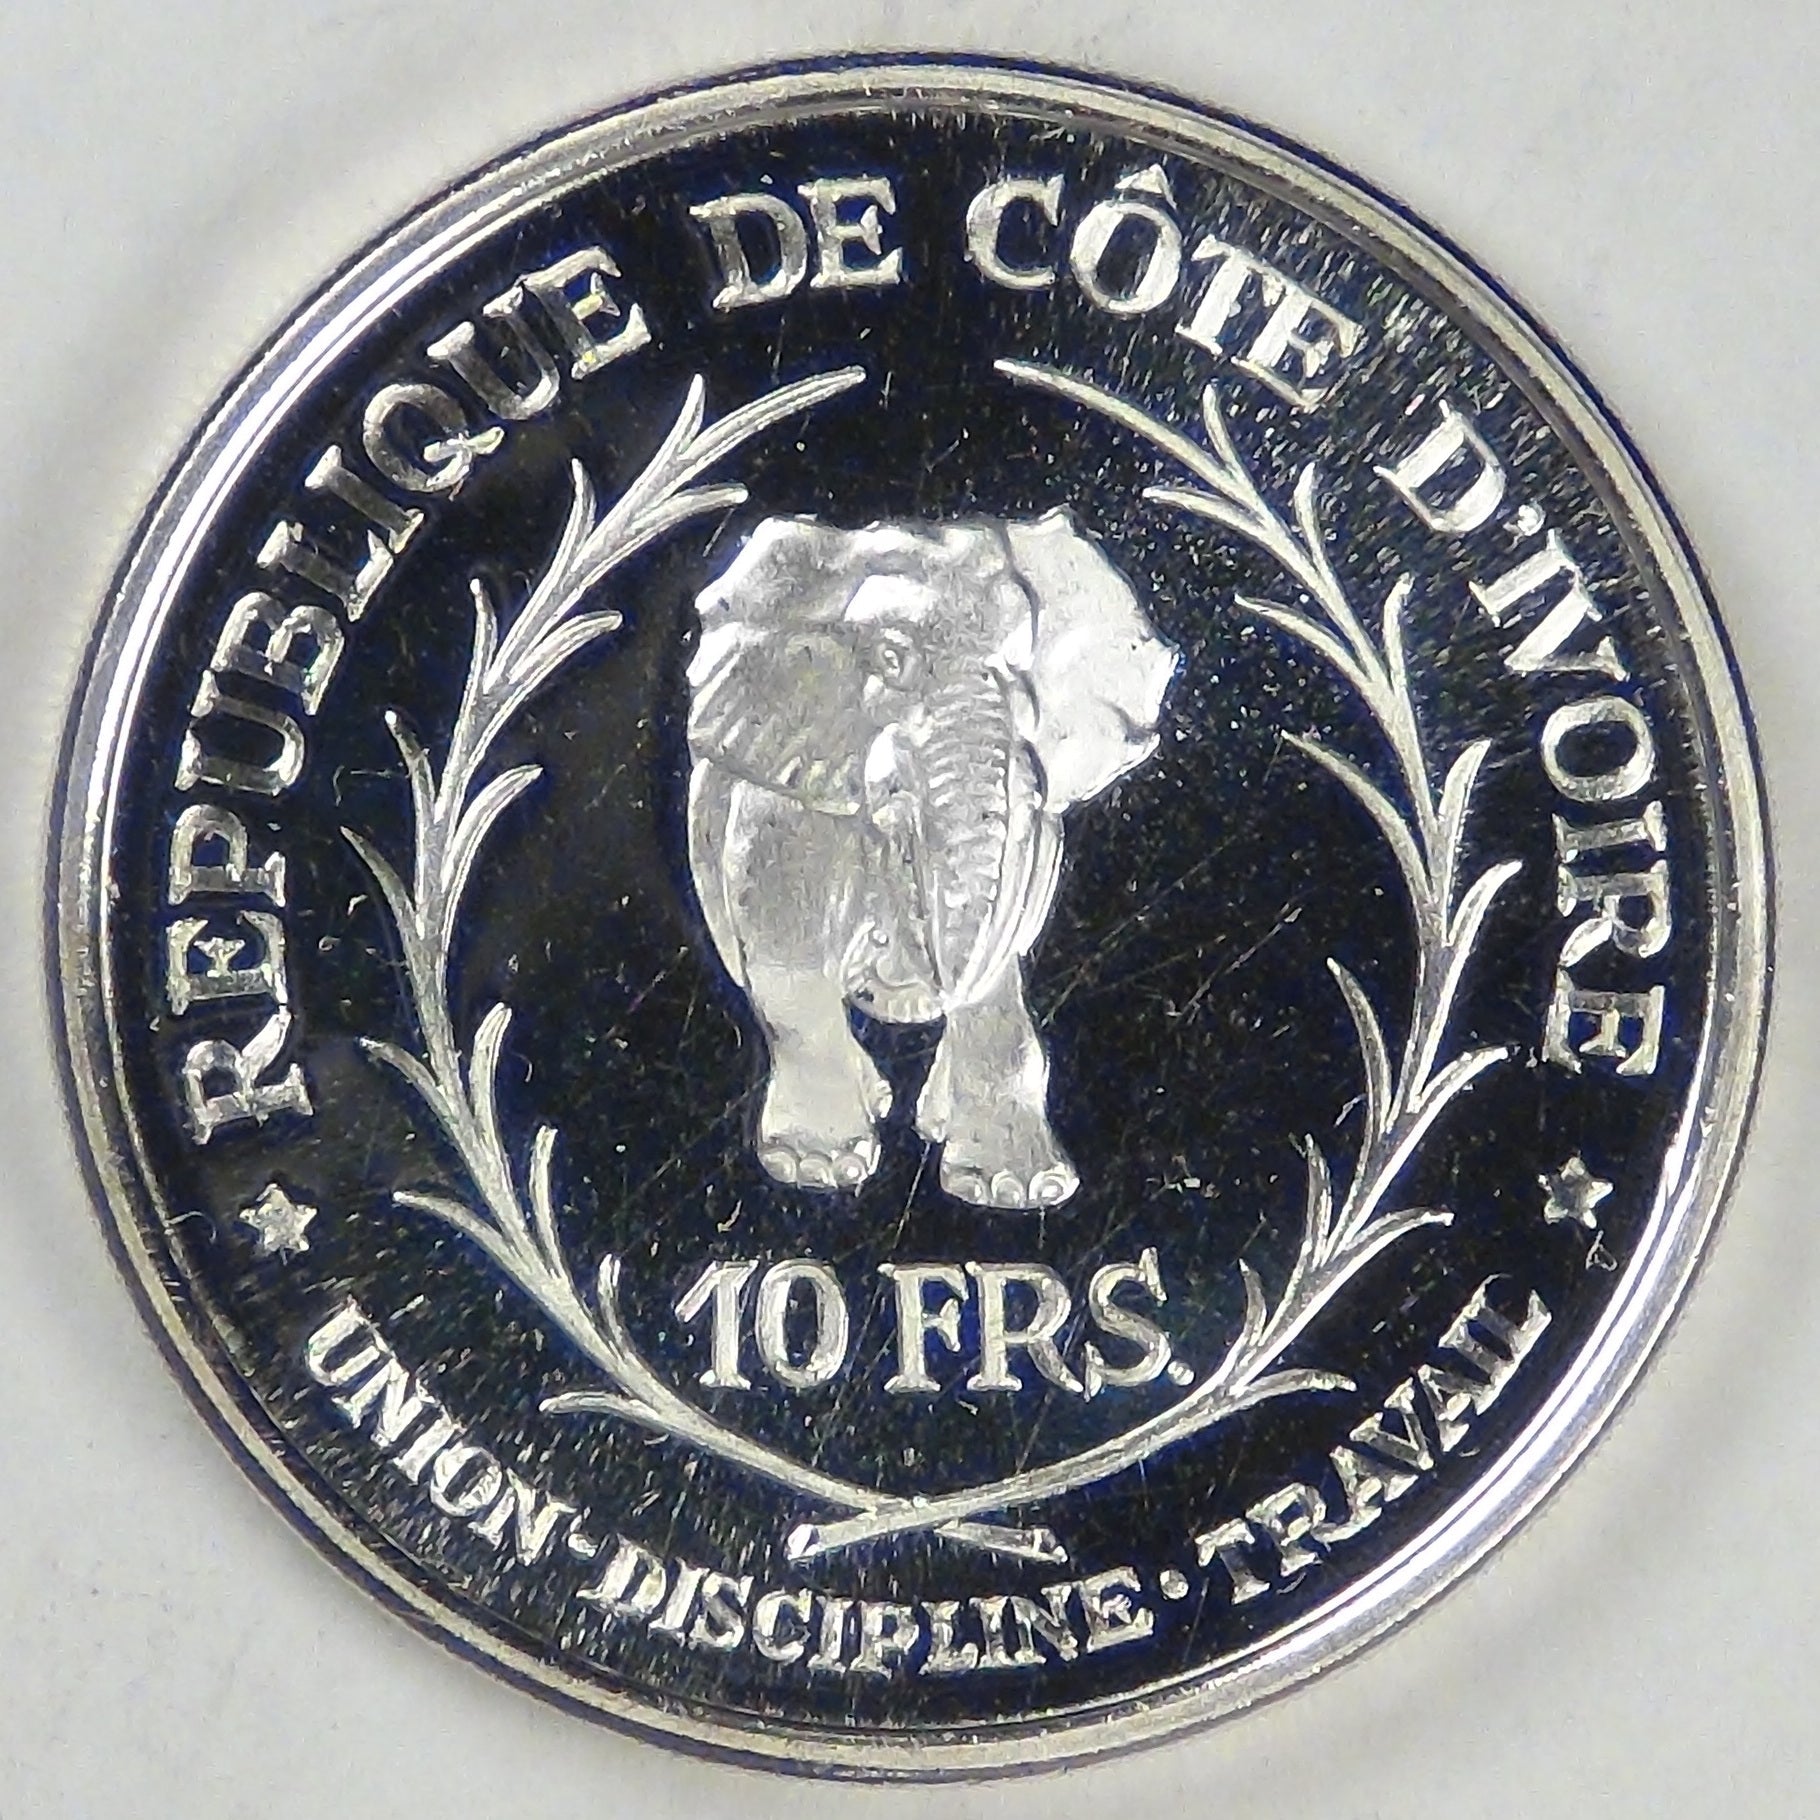 REPUBLIQUE DE CÔTE D'IVOIRE
10 FRS.
UNION·DISCIPLINE·TRAVAIL